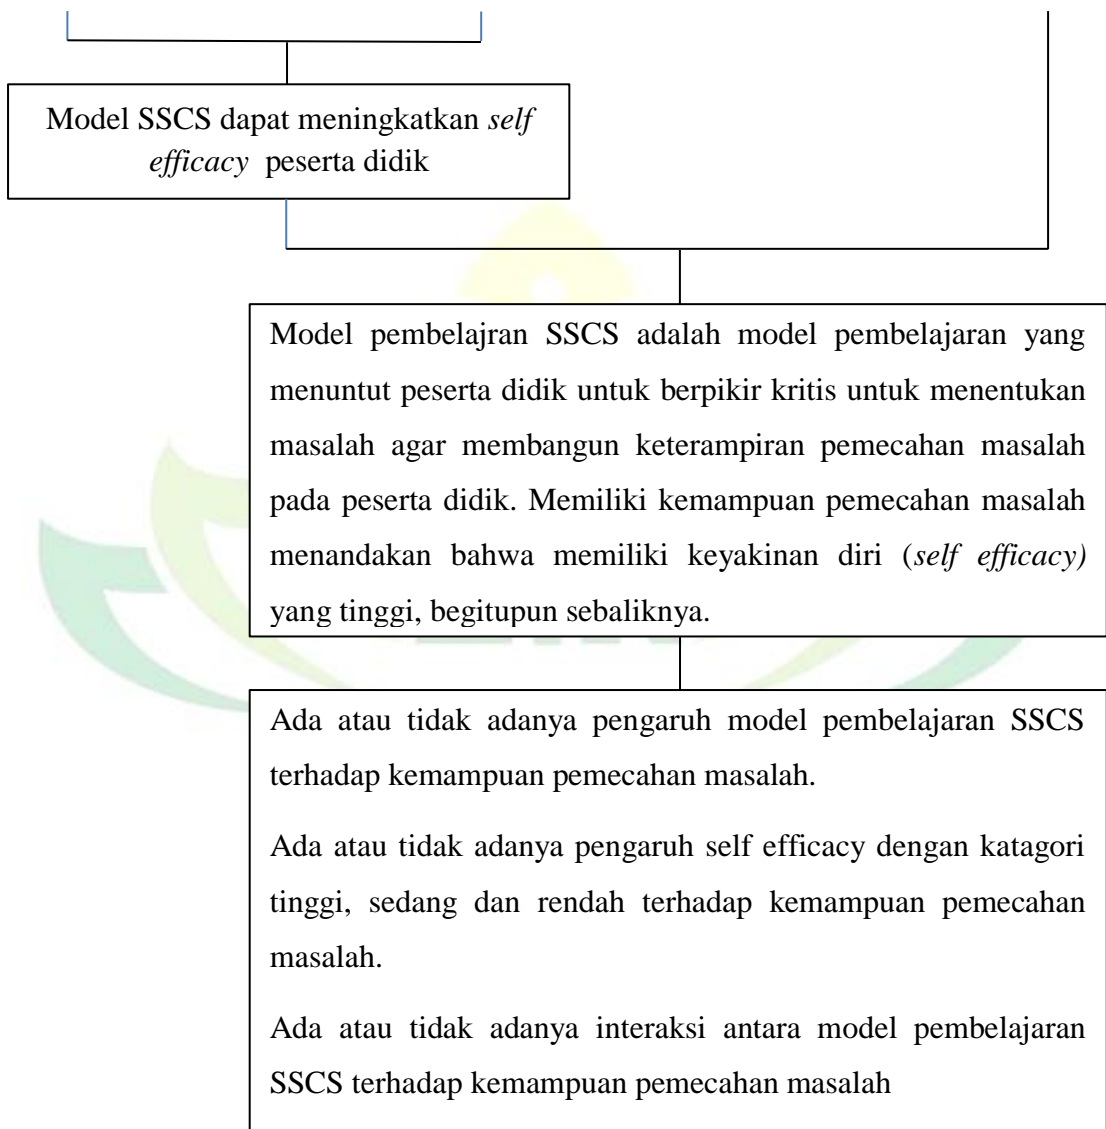 Model SSCS dapat meningkatkan self
efficacy peserta didik
Model pembelajran SSCS adalah model pembelajaran yang
menuntut peserta didik untuk berpikir kritis untuk menentukan
masalah agar membangun keterampiran pemecahan masalah
pada peserta didik. Memiliki kemampuan pemecahan masalah
menandakan bahwa memiliki keyakinan diri (self efficacy)
yang tinggi, begitupun sebaliknya.
Ada atau tidak adanya pengaruh model pembelajaran SSCS
terhadap kemampuan pemecahan masalah.
Ada atau tidak adanya pengaruh self efficacy dengan katagori
tinggi, sedang dan rendah terhadap kemampuan pemecahan
masalah.
Ada atau tidak adanya interaksi antara model pembelajaran
SSCS terhadap kemampuan pemecahan masalah